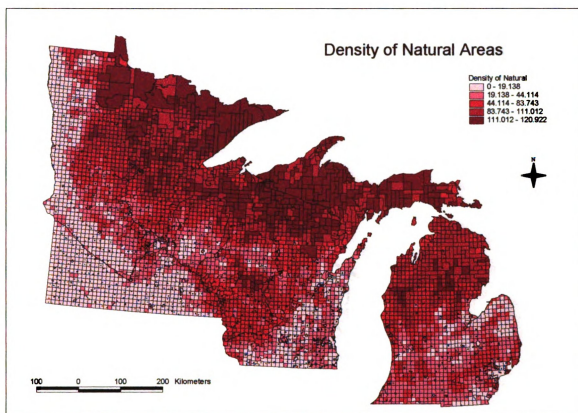 Density of Natural Areas
Density of Natural
0 - 19.138
19.138 - 44.114
44.114 - 83.743
83.743 - 111.012
111.012 - 120.922
N
100 0 100 200 Kilometers